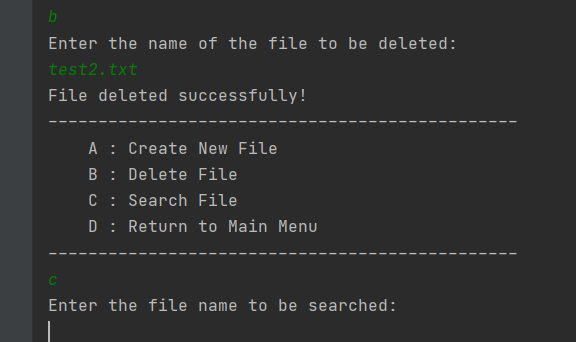 b
Enter the name of the file to be deleted:
test2.txt
File deleted successfully!
-----------------------------------------------
A : Create New File
B : Delete File
C : Search File
D : Return to Main Menu
-----------------------------------------------
c
Enter the file name to be searched: